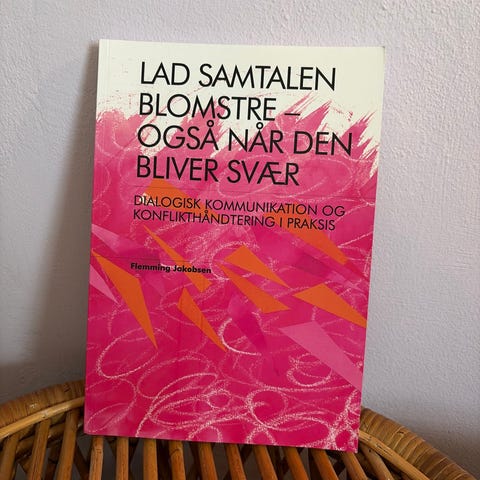 LAD SAMTALEN
BLOMSTRE –
OGSÅ NÅR DEN
BLIVER SVÆR
DIALOGISK KOMMUNIKATION OG
KONFLIKTHÅNDTERING I PRAKSIS
Flemming Jakobsen